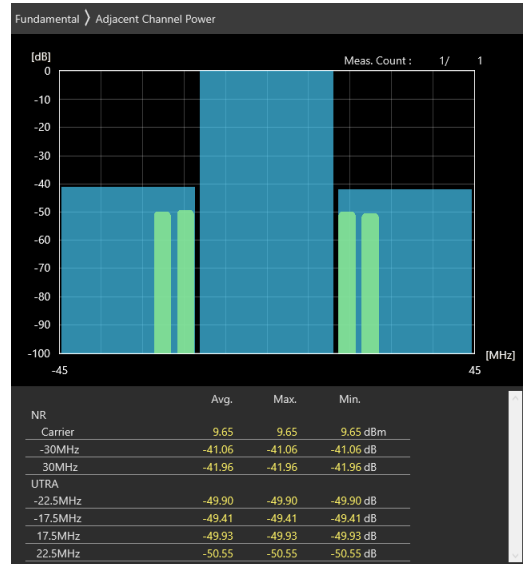 Fundamental 〉 Adjacent Channel Power
[dB] Meas. Count : 1/ 1
0
-10
-20
-30
-40
-50
-60
-70
-80
-90
-100
[MHz]
-45 45
Avg. Max. Min.
NR
Carrier 9.65 9.65 9.65 dBm
-30MHz -41.06 -41.06 -41.06 dB
30MHz -41.96 -41.96 -41.96 dB
UTRA
-22.5MHz -49.90 -49.90 -49.90 dB
-17.5MHz -49.41 -49.41 -49.41 dB
17.5MHz -49.93 -49.93 -49.93 dB
22.5MHz -50.55 -50.55 -50.55 dB